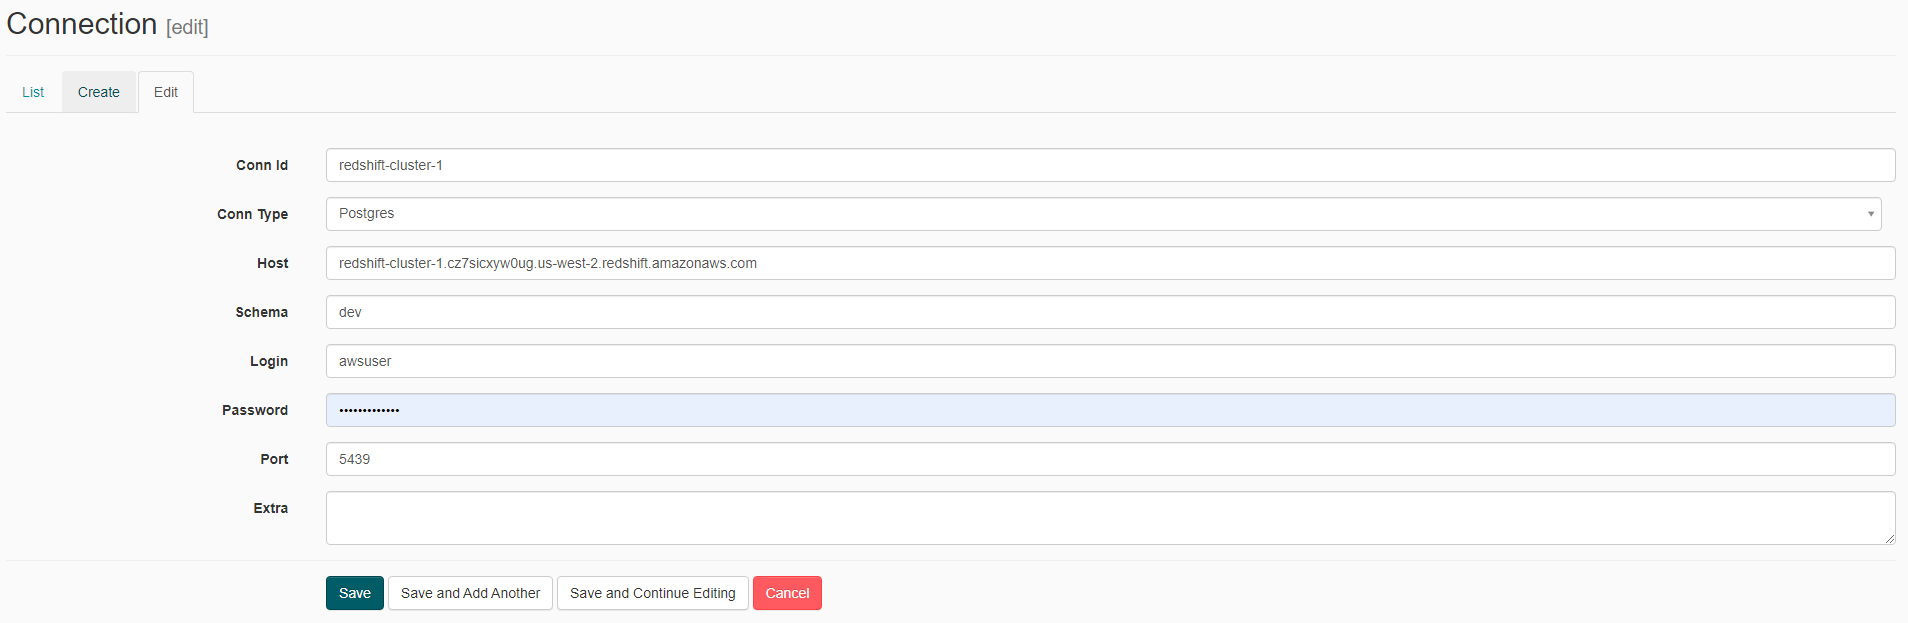 Connection [edit]
List Create Edit
Conn Id redshift-cluster-1
Conn Type Postgres
Host redshift-cluster-1.cz7sicxyw0ug.us-west-2.redshift.amazonaws.com
Schema dev
Login awsuser
Password •••••••••••••
Port 5439
Extra
Save Save and Add Another Save and Continue Editing Cancel